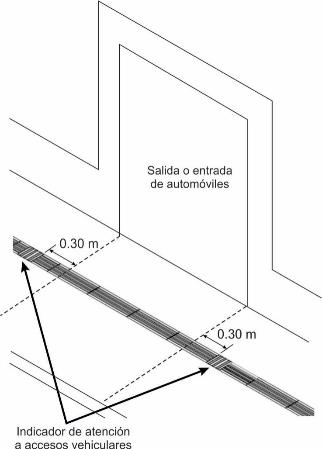 Salida o entrada
de automóviles
0.30 m
0.30 m
Indicador de atención
a accesos vehiculares